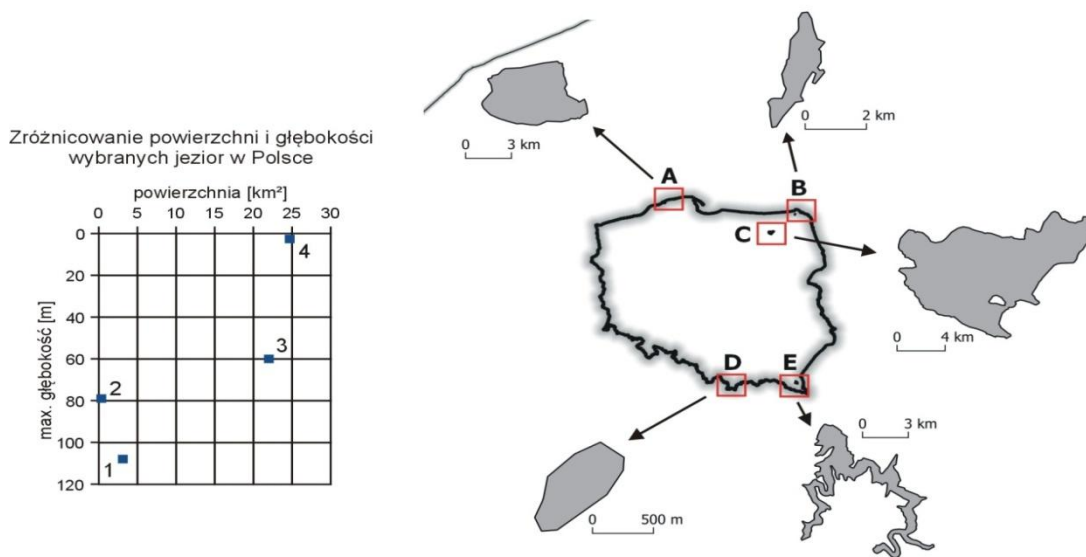 Zróżnicowanie powierzchni i głębokości
wybranych jezior w Polsce
powierzchnia [km²]
0 5 10 15 20 25 30
max. głębokość [m]
0
20
40
60
80
100
120
4
3
2
1
0 3 km
0 2 km
A
B
C
0 4 km
D
E
0 3 km
0 500 m